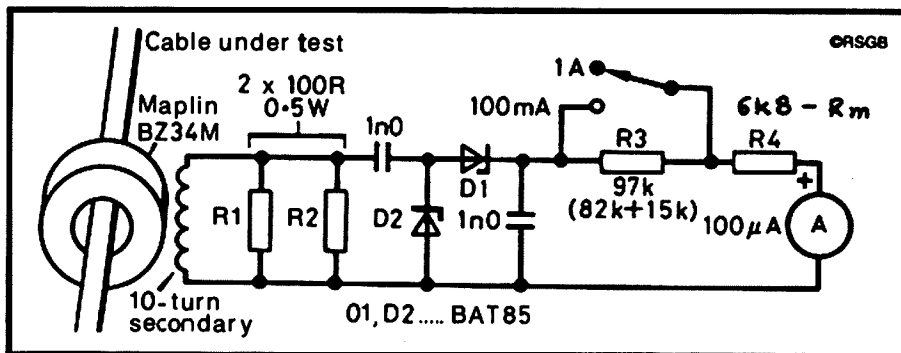 Cable under test
©RSGB
Maplin
BZ34M
2 x 100R
0·5W
1n0
1A
100mA
6k8 - Rm
R1
R2
D2
D1
1n0
R3
97k
(82k+15k)
R4
+
100µA
A
10-turn
secondary
01,D2..... BAT85